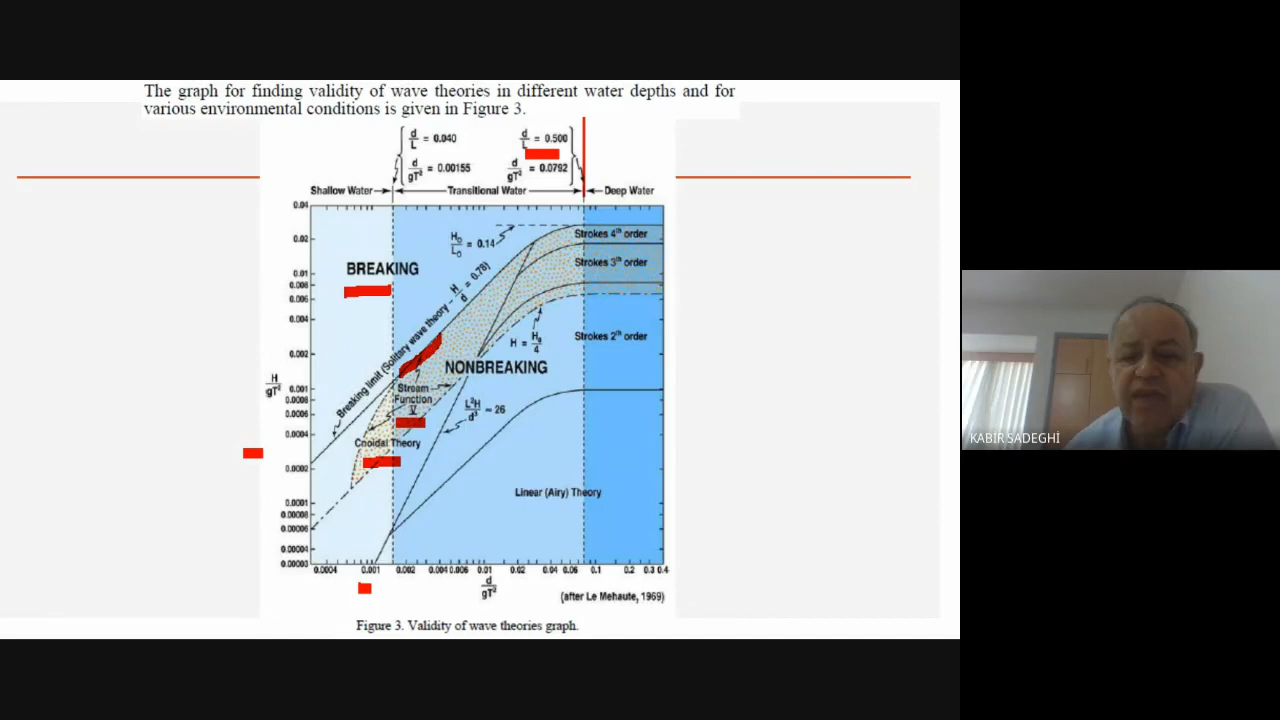 The graph for finding validity of wave theories in different water depths and for
various environmental conditions is given in Figure 3.
d/L = 0.040
d/L = 0.500
d/gT² = 0.00155
d/gT² = 0.0792
Shallow Water
Transitional Water
Deep Water
0.04
0.02
0.01
0.008
0.006
0.004
0.002
0.001
0.0008
0.0006
0.0004
0.0002
0.0001
0.00008
0.00006
0.00004
0.00003
H/gT²
H₀/L₀ = 0.14
Strokes 4th order
Strokes 3th order
BREAKING
Breaking limit (Solitary wave theory – H/d = 0.78)
H = H_B/4
Strokes 2th order
NONBREAKING
Stream
Function
V
L²H/d³ ~ 26
Cnoidal Theory
Linear (Airy) Theory
0.0004
0.001
0.002
0.004
0.006
0.01
0.02
0.04
0.06
0.1
0.2
0.3
0.4
d/gT²
(after Le Mehaute, 1969)
Figure 3. Validity of wave theories graph.
KABIR SADEGHİ